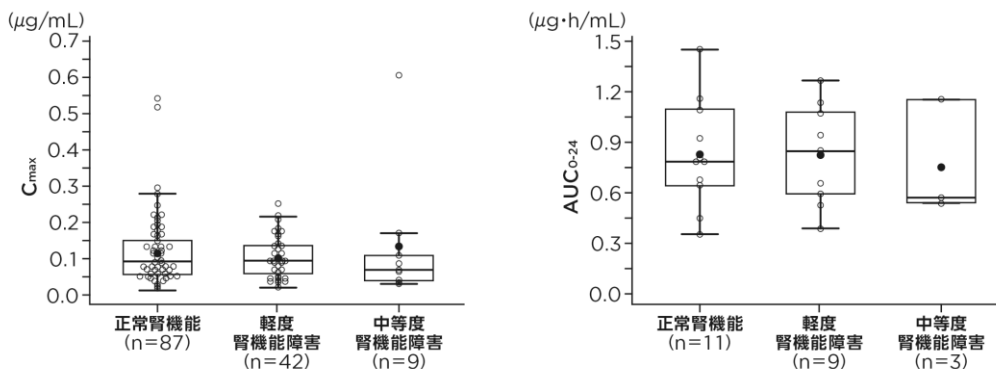 (μg/mL)
Cmax
0.7
0.6
0.5
0.4
0.3
0.2
0.1
0.0
正常腎機能
(n=87)
軽度
腎機能障害
(n=42)
中等度
腎機能障害
(n=9)
(μg・h/mL)
AUC0-24
1.5
1.2
0.9
0.6
0.3
0.0
正常腎機能
(n=11)
軽度
腎機能障害
(n=9)
中等度
腎機能障害
(n=3)